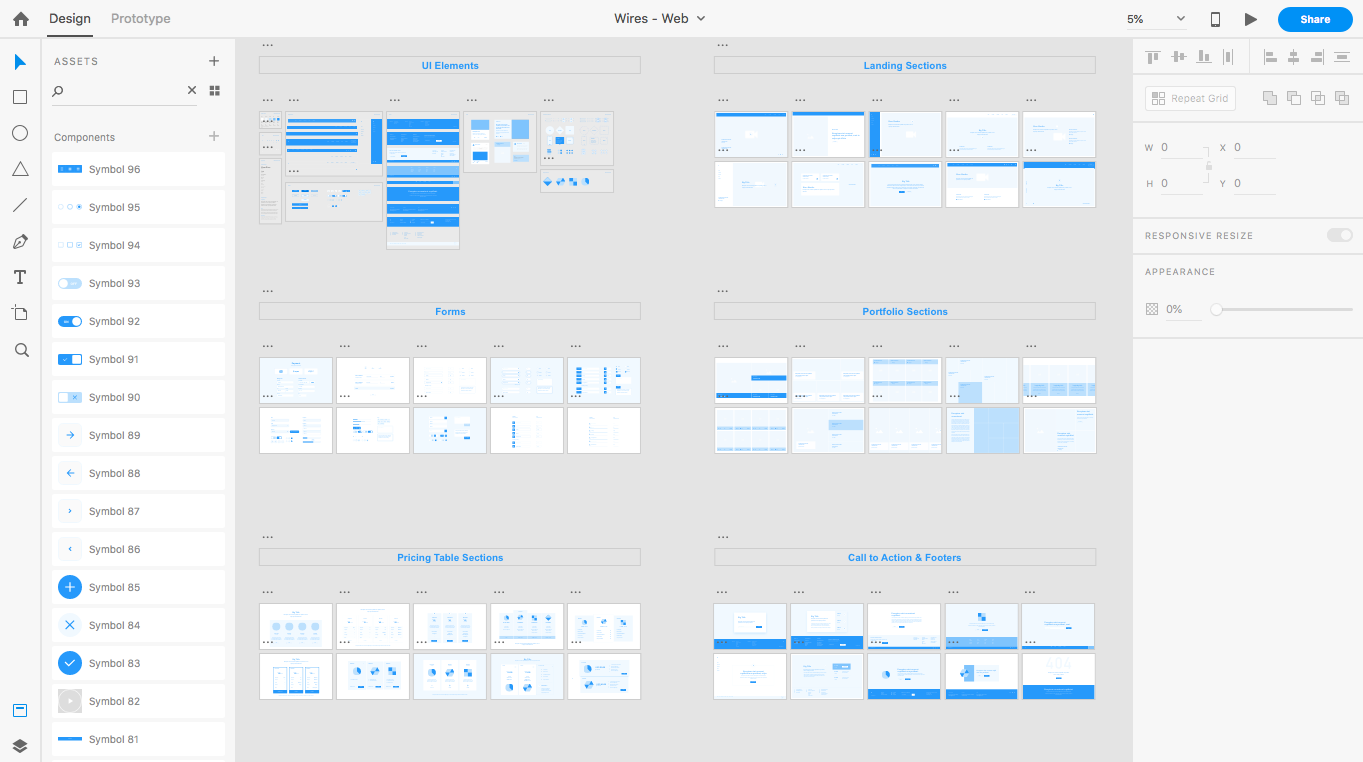 Design
Prototype
Wires - Web
5%
Share
ASSETS
Components
Symbol 96
Symbol 95
Symbol 94
Symbol 93
Symbol 92
Symbol 91
Symbol 90
Symbol 89
Symbol 88
Symbol 87
Symbol 86
Symbol 85
Symbol 84
Symbol 83
Symbol 82
Symbol 81
UI Elements
Landing Sections
Forms
Portfolio Sections
Pricing Table Sections
Call to Action & Footers
404
Repeat Grid
W 0 X 0
H 0 Y 0
RESPONSIVE RESIZE
APPEARANCE
0%